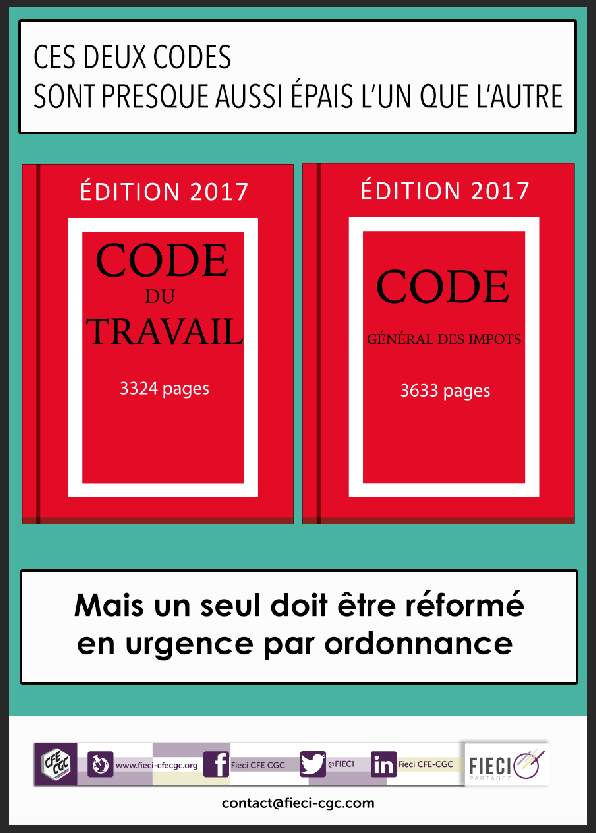 CES DEUX CODES
SONT PRESQUE AUSSI ÉPAIS L'UN QUE L'AUTRE
ÉDITION 2017
CODE
DU
TRAVAIL
3324 pages
ÉDITION 2017
CODE
GÉNÉRAL DES IMPOTS
3633 pages
Mais un seul doit être réformé
en urgence par ordonnance
CFE
CGC
www.fieci-cfecgc.org
Fieci CFE CGC
@FIECI
Fieci CFE-CGC
FIECI
PARTAGEZ
contact@fieci-cgc.com